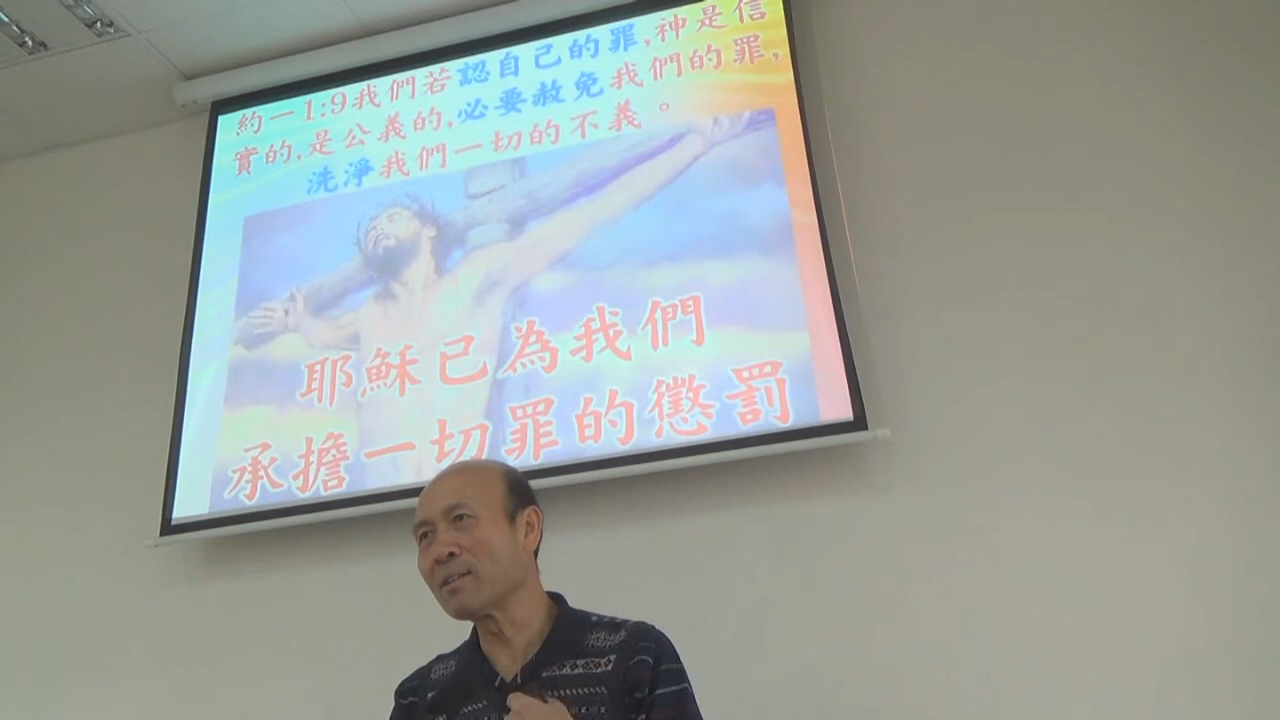 約一1:9我們若認自己的罪,神是信
實的,是公義的,必要赦免我們的罪,
洗淨我們一切的不義。
耶穌已為我們
承擔一切罪的懲罰